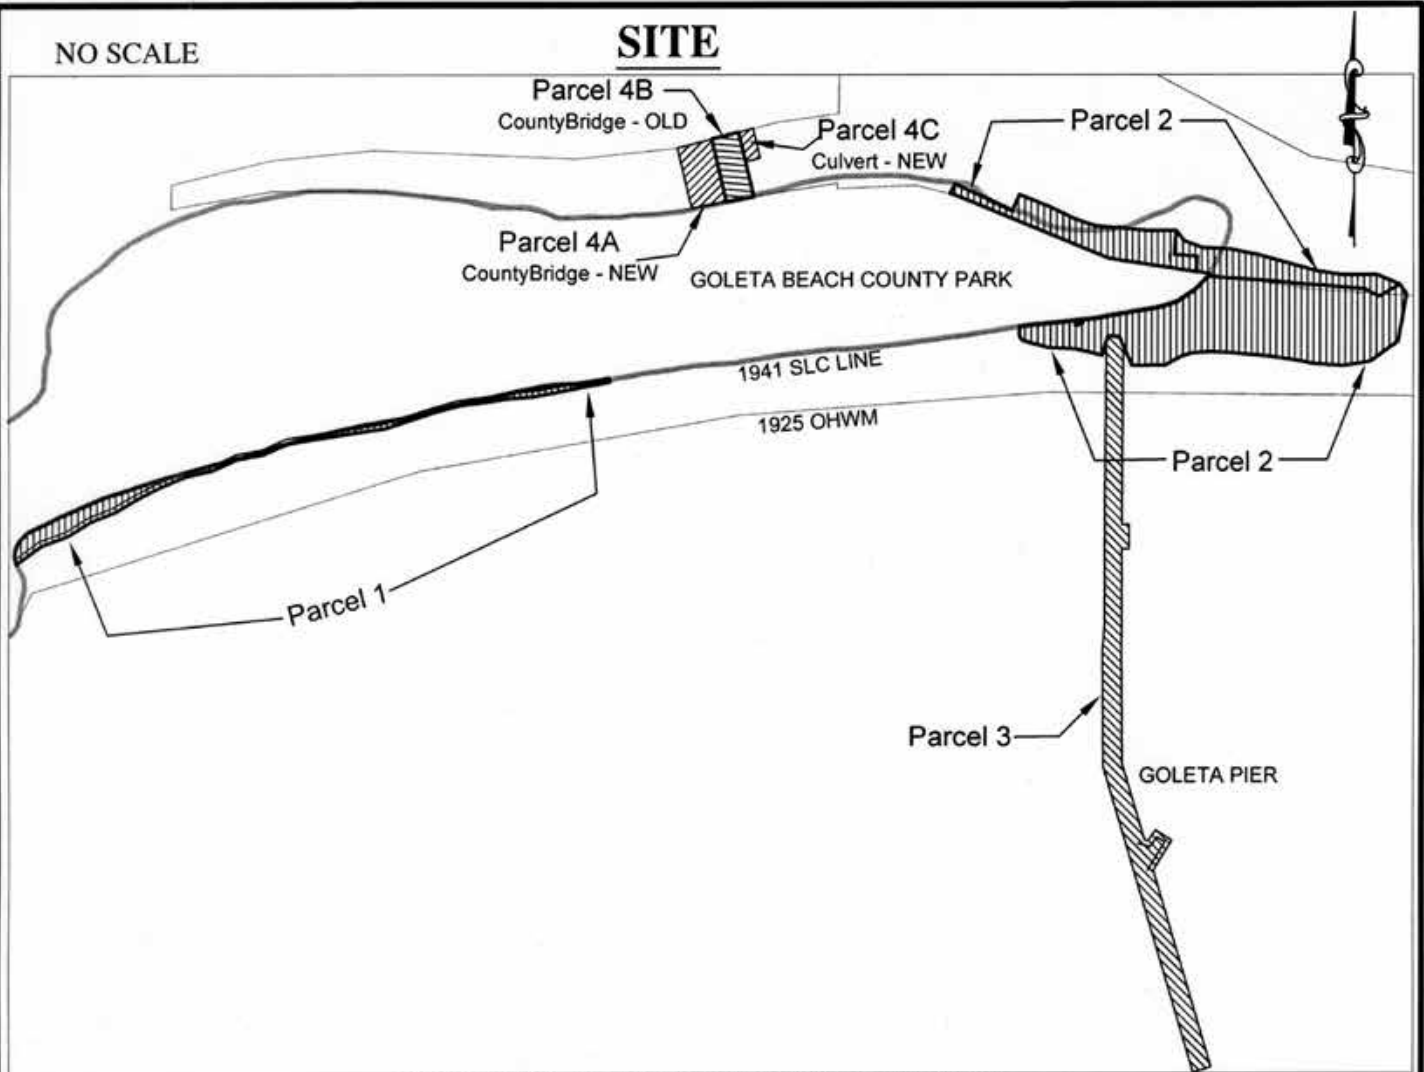 NO SCALE
SITE
Parcel 4B
CountyBridge - OLD
Parcel 4C
Culvert - NEW
Parcel 2
Parcel 4A
CountyBridge - NEW
GOLETA BEACH COUNTY PARK
1941 SLC LINE
1925 OHWM
Parcel 2
Parcel 1
Parcel 3
GOLETA PIER